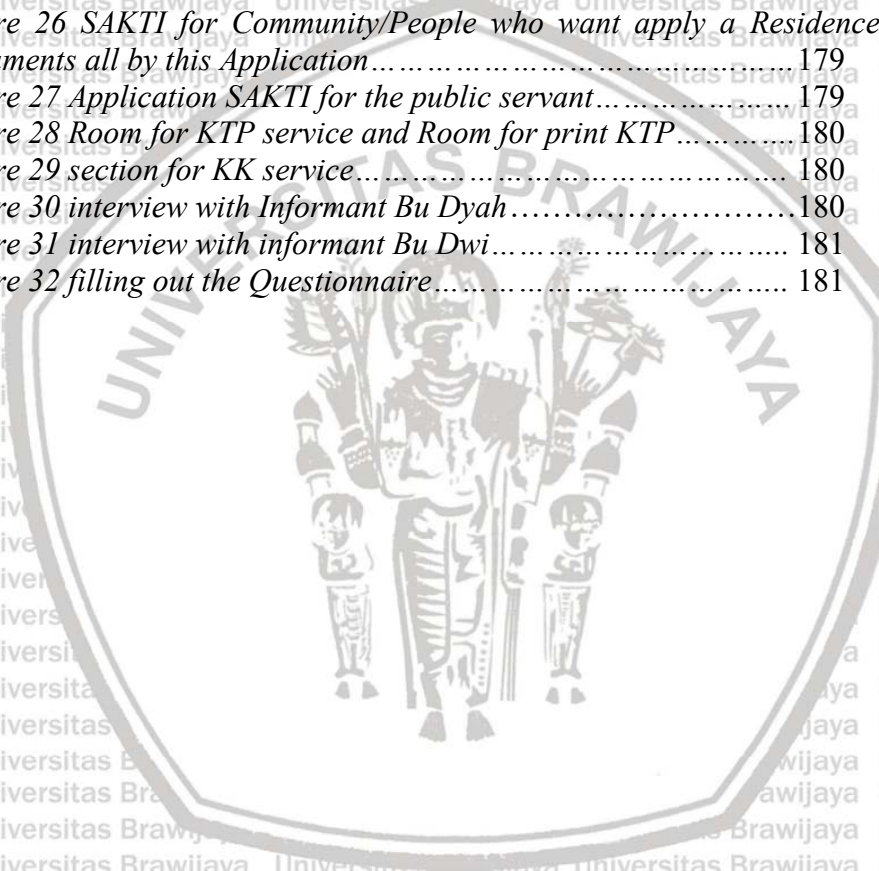 re 26 SAKTI for Community/People who want apply a Residence
uments all by this Application……………………………………179
re 27 Application SAKTI for the public servant………………… 179
re 28 Room for KTP service and Room for print KTP…………180
re 29 section for KK service…………………………………….. 180
re 30 interview with Informant Bu Dyah………………………180
re 31 interview with informant Bu Dwi……………………….. 181
re 32 filling out the Questionnaire………………………….. 181
UNIVERSITAS BRAWIJAYA